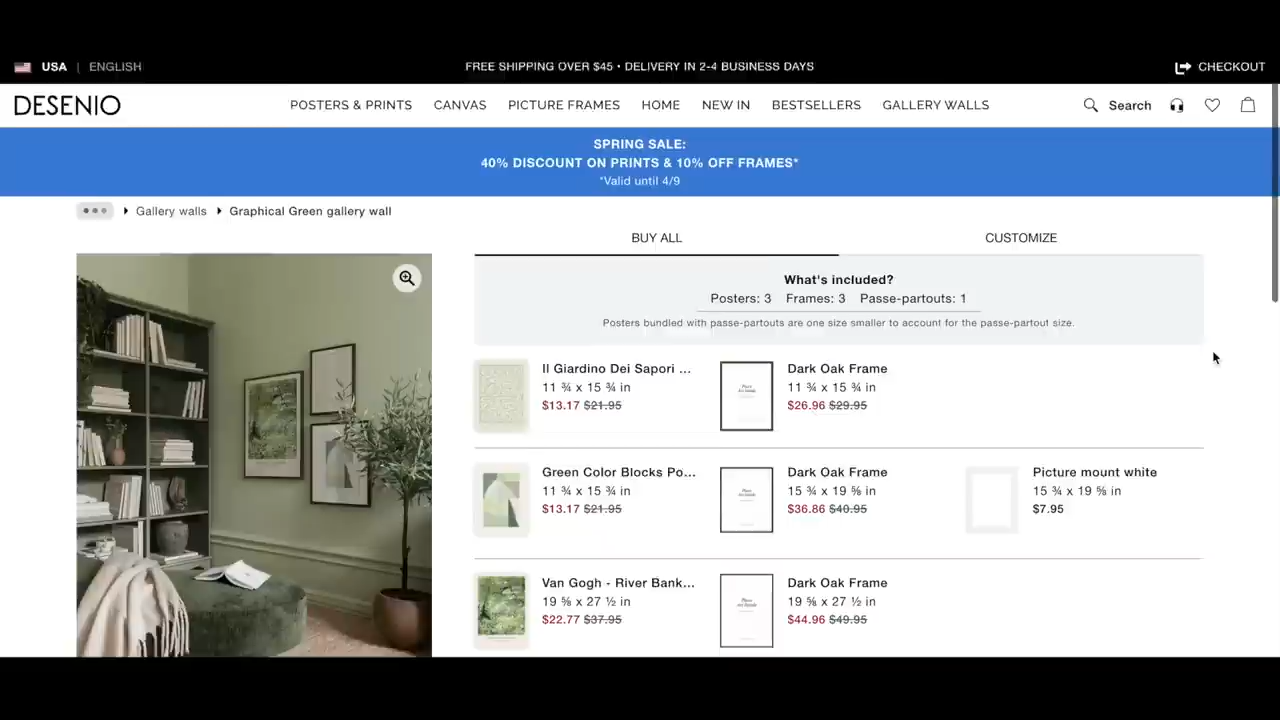 USA | ENGLISH
FREE SHIPPING OVER $45 • DELIVERY IN 2-4 BUSINESS DAYS
CHECKOUT
DESENIO
POSTERS & PRINTS
CANVAS
PICTURE FRAMES
HOME
NEW IN
BESTSELLERS
GALLERY WALLS
Search
SPRING SALE:
40% DISCOUNT ON PRINTS & 10% OFF FRAMES*
*Valid until 4/9
Gallery walls
Graphical Green gallery wall
BUY ALL
CUSTOMIZE
What's included?
Posters: 3 Frames: 3 Passe-partouts: 1
Posters bundled with passe-partouts are one size smaller to account for the passe-partout size.
Il Giardino Dei Sapori ...
11 ¾ x 15 ¾ in
$13.17 $21.95
Dark Oak Frame
11 ¾ x 15 ¾ in
$26.96 $29.95
Green Color Blocks Po...
11 ¾ x 15 ¾ in
$13.17 $21.95
Dark Oak Frame
15 ¾ x 19 ⅝ in
$36.86 $40.95
Picture mount white
15 ¾ x 19 ⅝ in
$7.95
Van Gogh - River Bank...
19 ⅝ x 27 ½ in
$22.77 $37.95
Dark Oak Frame
19 ⅝ x 27 ½ in
$44.96 $49.95